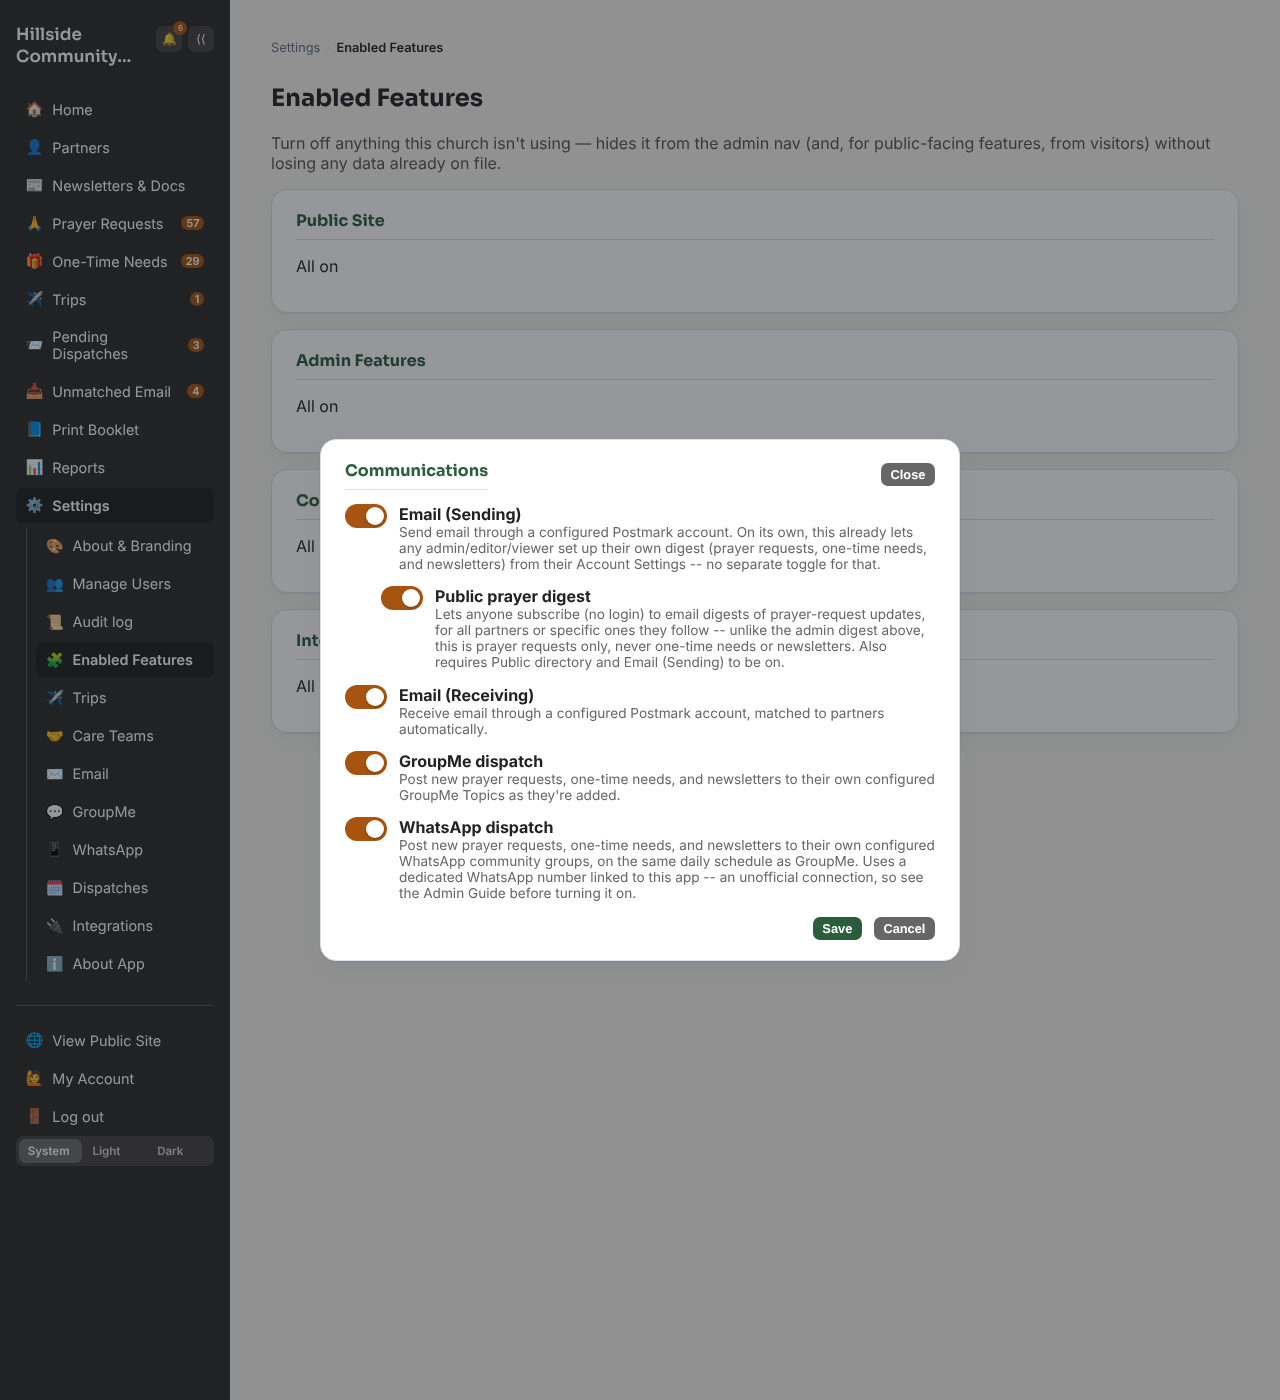 Hillside
Community...
6
⟨⟨
Home
Partners
Newsletters & Docs
Prayer Requests 57
One-Time Needs 29
Trips 1
Pending
Dispatches 3
Unmatched Email 4
Print Booklet
Reports
Settings
About & Branding
Manage Users
Audit log
Enabled Features
Trips
Care Teams
Email
GroupMe
WhatsApp
Dispatches
Integrations
About App
View Public Site
My Account
Log out
System Light Dark
Settings › Enabled Features
Enabled Features
Turn off anything this church isn't using — hides it from the admin nav (and, for public-facing features, from visitors) without
losing any data already on file.
Public Site
All on
Admin Features
All on
Co
All
Int
All
Communications
Close
Email (Sending)
Send email through a configured Postmark account. On its own, this already lets
any admin/editor/viewer set up their own digest (prayer requests, one-time needs,
and newsletters) from their Account Settings -- no separate toggle for that.
Public prayer digest
Lets anyone subscribe (no login) to email digests of prayer-request updates,
for all partners or specific ones they follow -- unlike the admin digest above,
this is prayer requests only, never one-time needs or newsletters. Also
requires Public directory and Email (Sending) to be on.
Email (Receiving)
Receive email through a configured Postmark account, matched to partners
automatically.
GroupMe dispatch
Post new prayer requests, one-time needs, and newsletters to their own configured
GroupMe Topics as they're added.
WhatsApp dispatch
Post new prayer requests, one-time needs, and newsletters to their own configured
WhatsApp community groups, on the same daily schedule as GroupMe. Uses a
dedicated WhatsApp number linked to this app -- an unofficial connection, so see
the Admin Guide before turning it on.
Save Cancel